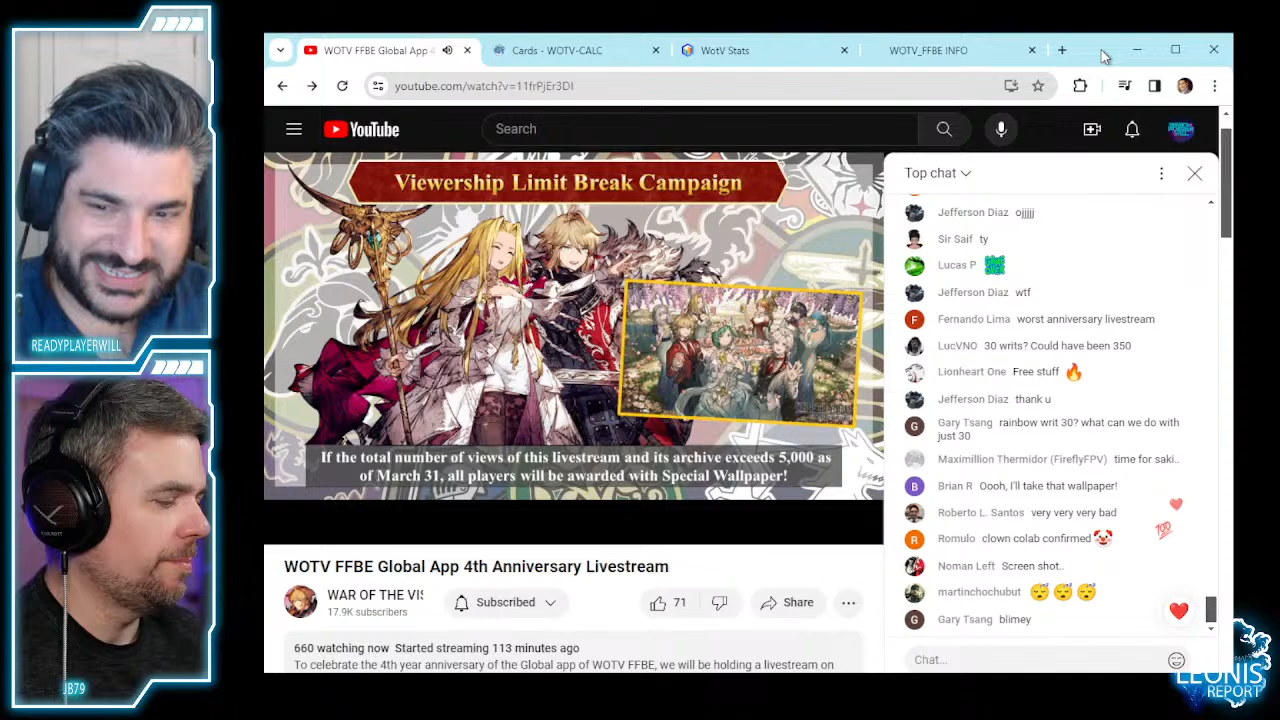 READYPLAYERWILL
JB79
WOTV FFBE Global App 4
Cards - WOTV-CALC
WotV Stats
WOTV_FFBE INFO
youtube.com/watch?v=11frPjEr3DI
YouTube
Search
Viewership Limit Break Campaign
If the total number of views of this livestream and its archive exceeds 5,000 as
of March 31, all players will be awarded with Special Wallpaper!
WOTV FFBE Global App 4th Anniversary Livestream
WAR OF THE VIS
17.9K subscribers
Subscribed
71
Share
660 watching now Started streaming 113 minutes ago
To celebrate the 4th year anniversary of the Global app of WOTV FFBE, we will be holding a livestream on
Top chat
Jefferson Diaz ojjjjj
Sir Saif ty
Lucas P
Jefferson Diaz wtf
F Fernando Lima worst anniversary livestream
LucVNO 30 writs? Could have been 350
Lionheart One Free stuff 🔥
Jefferson Diaz thank u
G Gary Tsang rainbow writ 30? what can we do with
just 30
Maximillion Thermidor (FireflyFPV) time for saki..
B Brian R Oooh, I'll take that wallpaper!
Roberto L. Santos very very very bad
R Romulo clown colab confirmed 🤡
Noman Left Screen shot..
martinchochubut 😴😴😴
G Gary Tsang blimey
💯
Chat...
LEONIS
REPORT